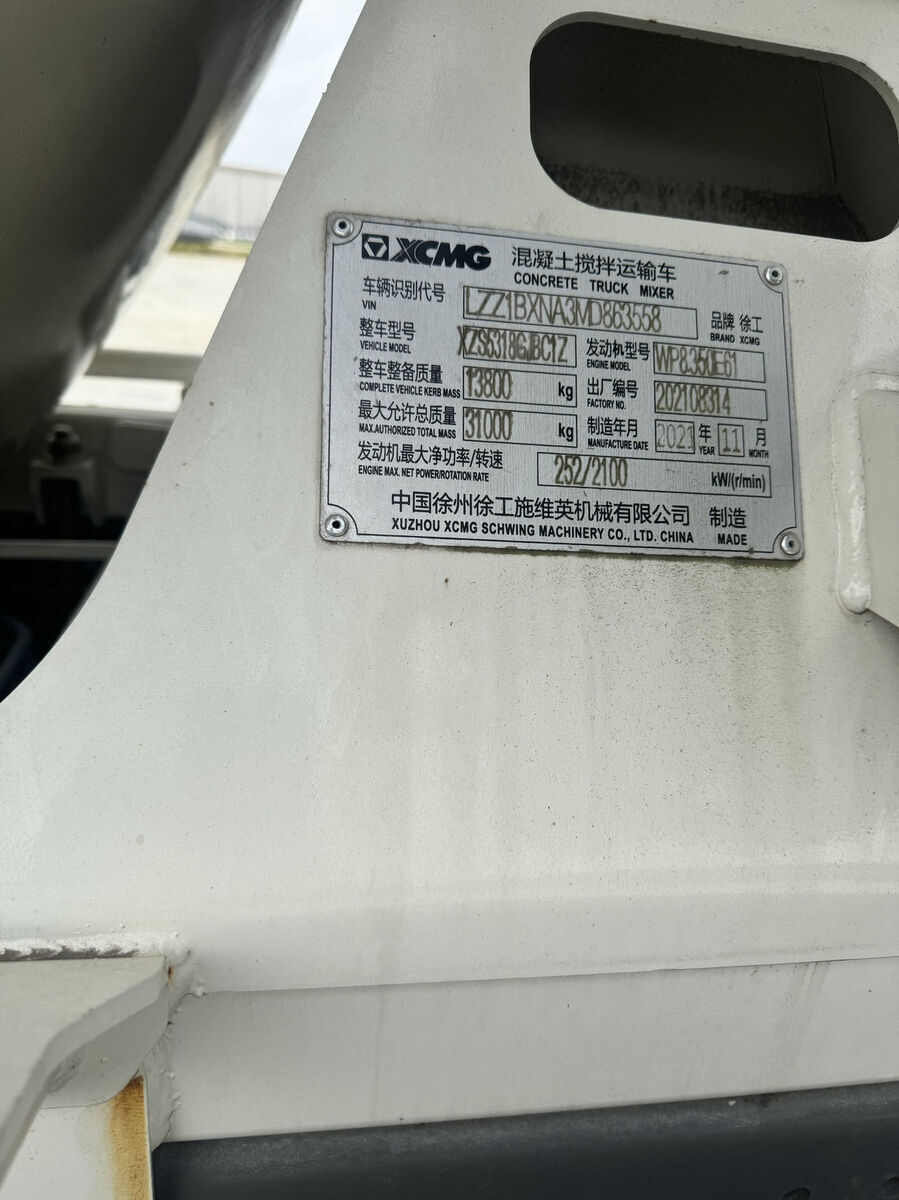 XCMG 混凝土搅拌运输车
CONCRETE TRUCK MIXER
车辆识别代号 LZZ1BXNA3MD863558 品牌 徐工
VIN BRAND XCMG
整车型号 XZS5318GJBC1Z 发动机型号 WP8.350E61
VEHICLE MODEL ENGINE MODEL
整车整备质量 13800 kg 出厂编号 202108314
COMPLETE VEHICLE KERB MASS FACTORY NO.
最大允许总质量 31000 kg 制造年月 2021 年 11 月
MAX.AUTHORIZED TOTAL MASS MANUFACTURE DATE YEAR MONTH
发动机最大净功率/转速 252/2100 kW/(r/min)
ENGINE MAX. NET POWER/ROTATION RATE
中国徐州徐工施维英机械有限公司 制造
XUZHOU XCMG SCHWING MACHINERY CO., LTD. CHINA MADE